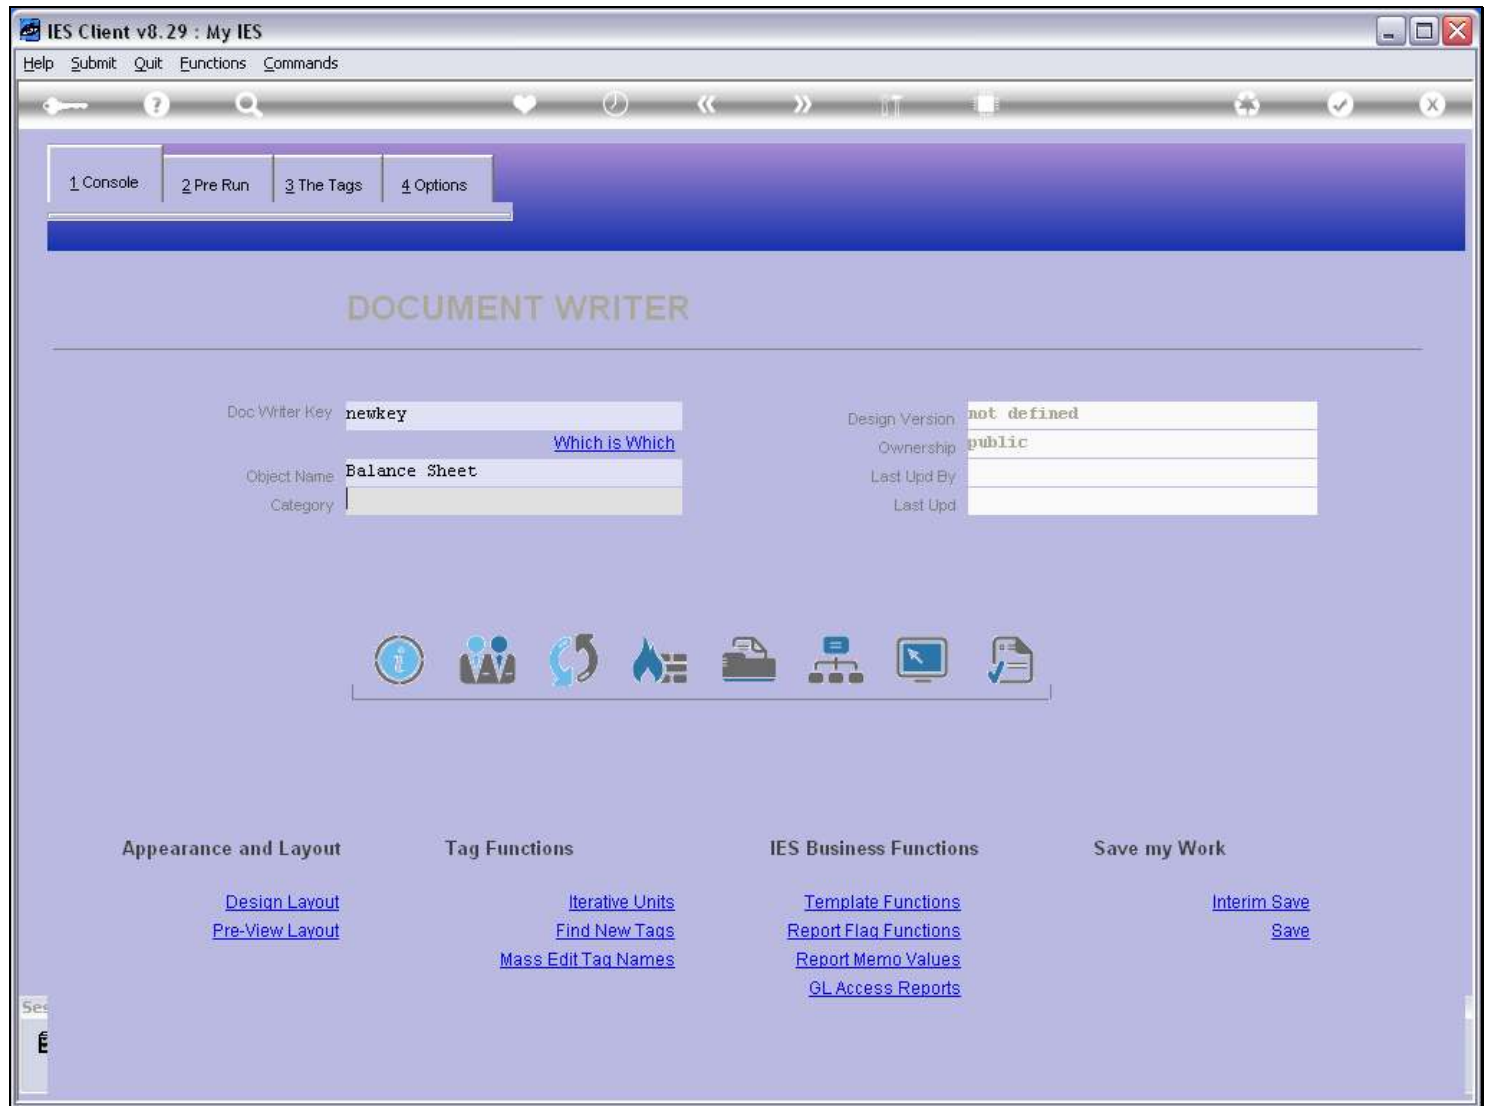 IES Client v8.29 : My IES
Help Submit Quit Functions Commands
1 Console 2 Pre Run 3 The Tags 4 Options
DOCUMENT WRITER
Doc Writer Key newkey
Design Version not defined
Which is Which
Ownership public
Object Name Balance Sheet
Last Upd By
Category
Last Upd
Appearance and Layout Tag Functions IES Business Functions Save my Work
Design Layout Iterative Units Template Functions Interim Save
Pre-View Layout Find New Tags Report Flag Functions Save
Mass Edit Tag Names Report Memo Values
GL Access Reports